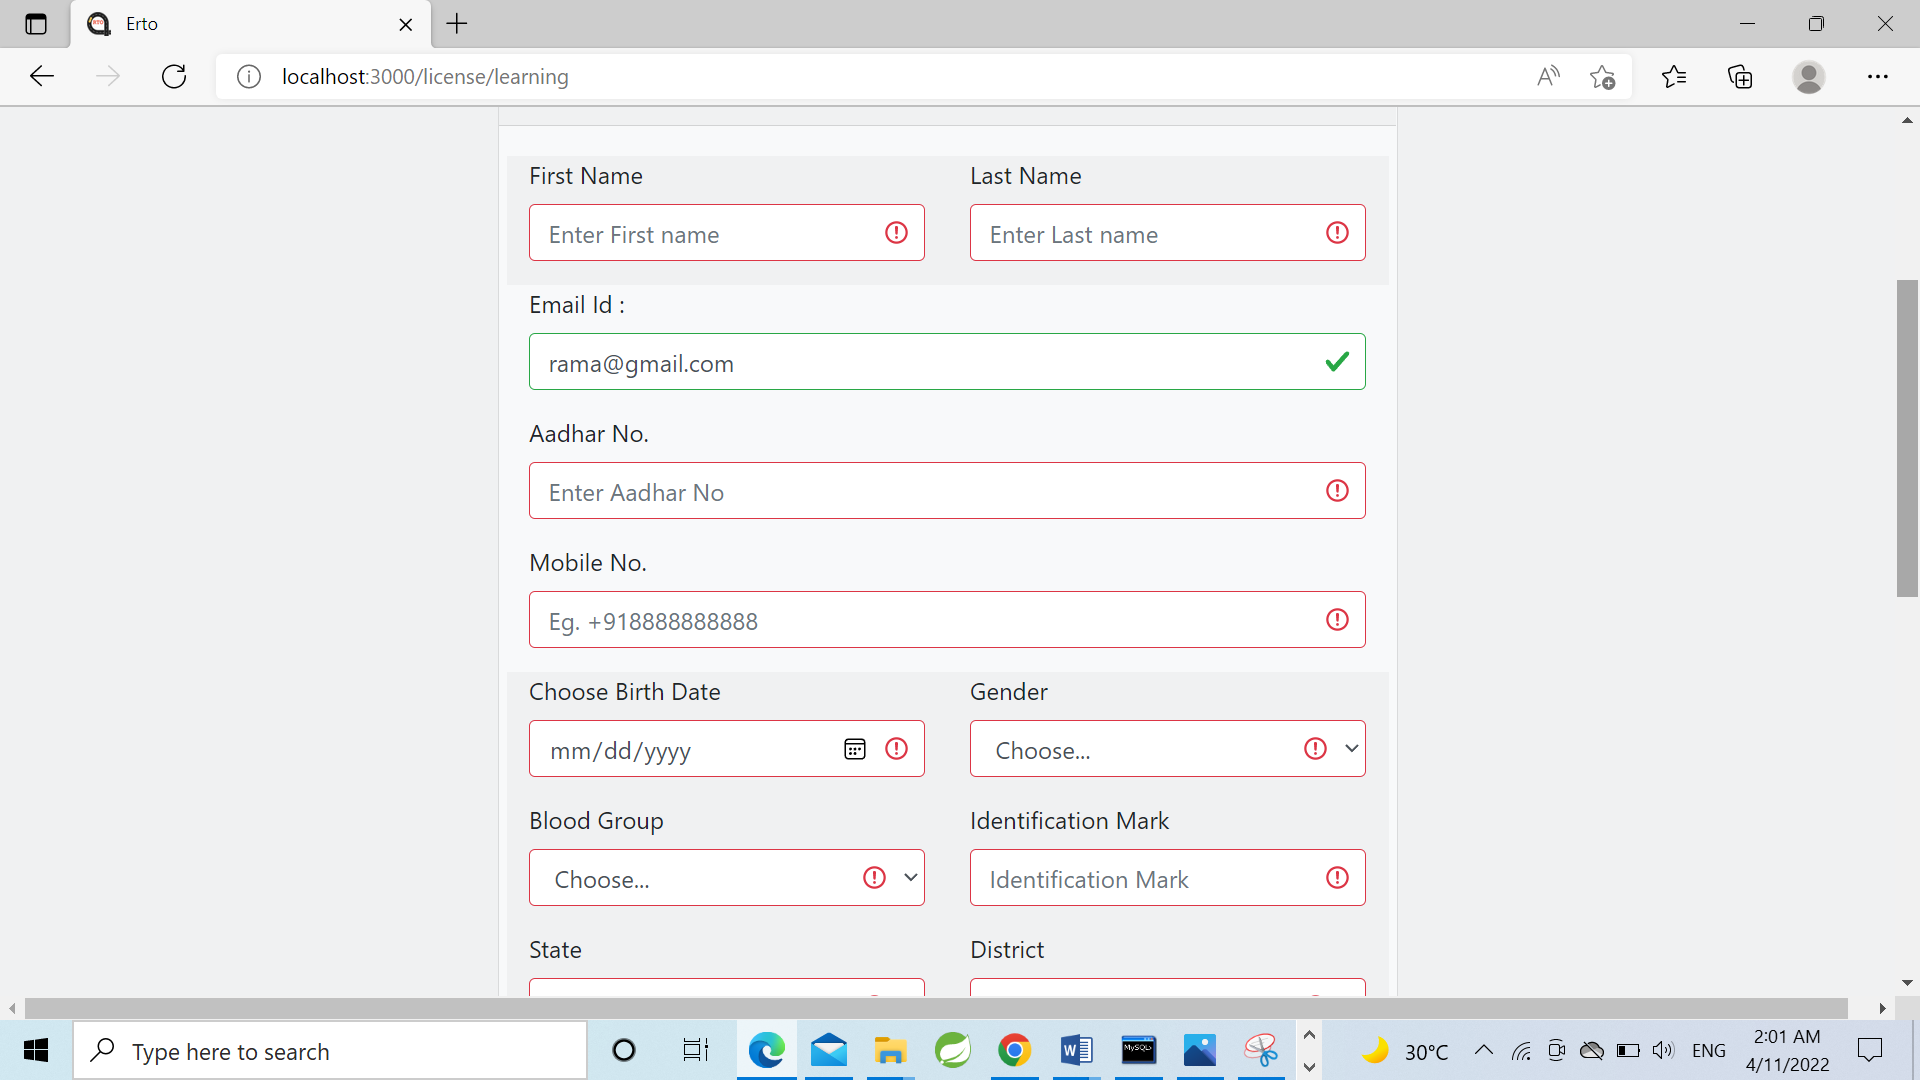 Erto
localhost:3000/license/learning
First Name
Last Name
Enter First name
Enter Last name
Email Id :
rama@gmail.com
Aadhar No.
Enter Aadhar No
Mobile No.
Eg. +918888888888
Choose Birth Date
Gender
mm/dd/yyyy
Choose...
Blood Group
Identification Mark
Choose...
Identification Mark
State
District
Type here to search
MySQL
30°C
ENG
2:01 AM
4/11/2022